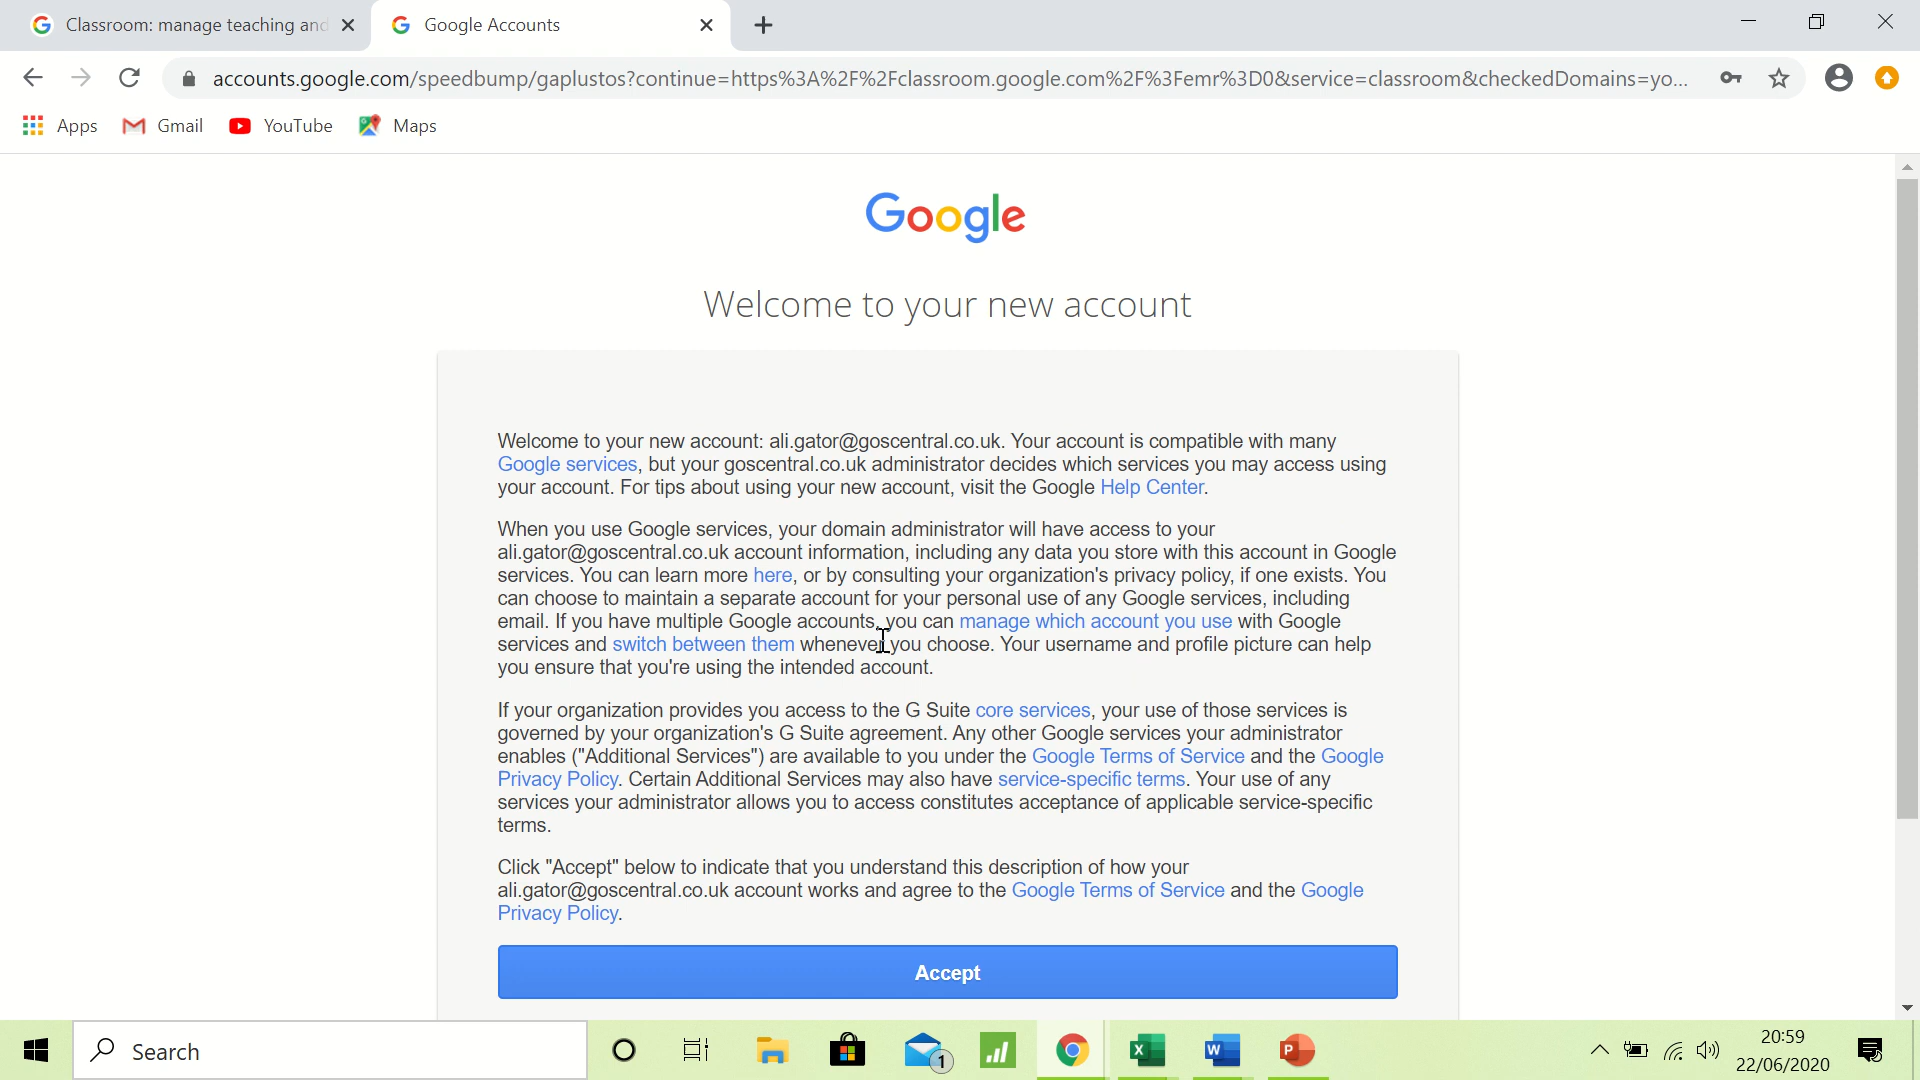 Classroom: manage teaching and
Google Accounts
accounts.google.com/speedbump/gaplustos?continue=https%3A%2F%2Fclassroom.google.com%2F%3Femr%3D0&service=classroom&checkedDomains=yo...
Apps
Gmail
YouTube
Maps
Google
Welcome to your new account
Welcome to your new account: ali.gator@goscentral.co.uk. Your account is compatible with many
Google services, but your goscentral.co.uk administrator decides which services you may access using
your account. For tips about using your new account, visit the Google Help Center.
When you use Google services, your domain administrator will have access to your
ali.gator@goscentral.co.uk account information, including any data you store with this account in Google
services. You can learn more here, or by consulting your organization's privacy policy, if one exists. You
can choose to maintain a separate account for your personal use of any Google services, including
email. If you have multiple Google accounts, you can manage which account you use with Google
services and switch between them whenever you choose. Your username and profile picture can help
you ensure that you're using the intended account.
If your organization provides you access to the G Suite core services, your use of those services is
governed by your organization's G Suite agreement. Any other Google services your administrator
enables ("Additional Services") are available to you under the Google Terms of Service and the Google
Privacy Policy. Certain Additional Services may also have service-specific terms. Your use of any
services your administrator allows you to access constitutes acceptance of applicable service-specific
terms.
Click "Accept" below to indicate that you understand this description of how your
ali.gator@goscentral.co.uk account works and agree to the Google Terms of Service and the Google
Privacy Policy.
Accept
Search
1
20:59
22/06/2020